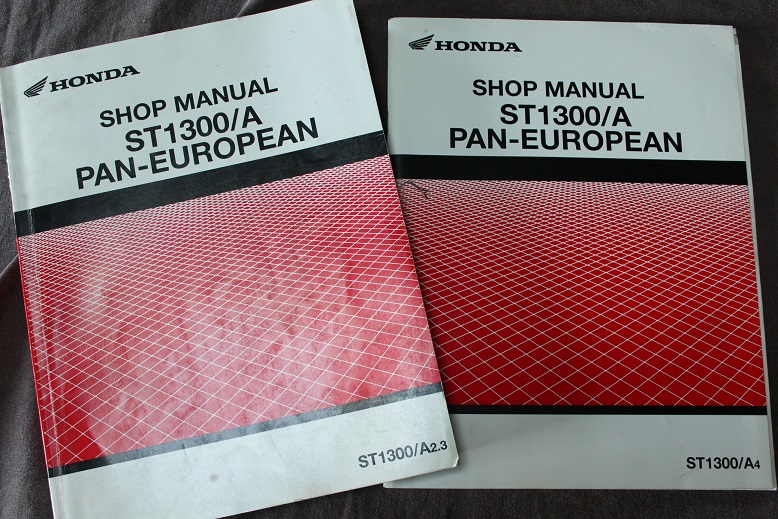 HONDA
SHOP MANUAL
ST1300/A
PAN-EUROPEAN
ST1300/A2.3
HONDA
SHOP MANUAL
ST1300/A
PAN-EUROPEAN
ST1300/A4